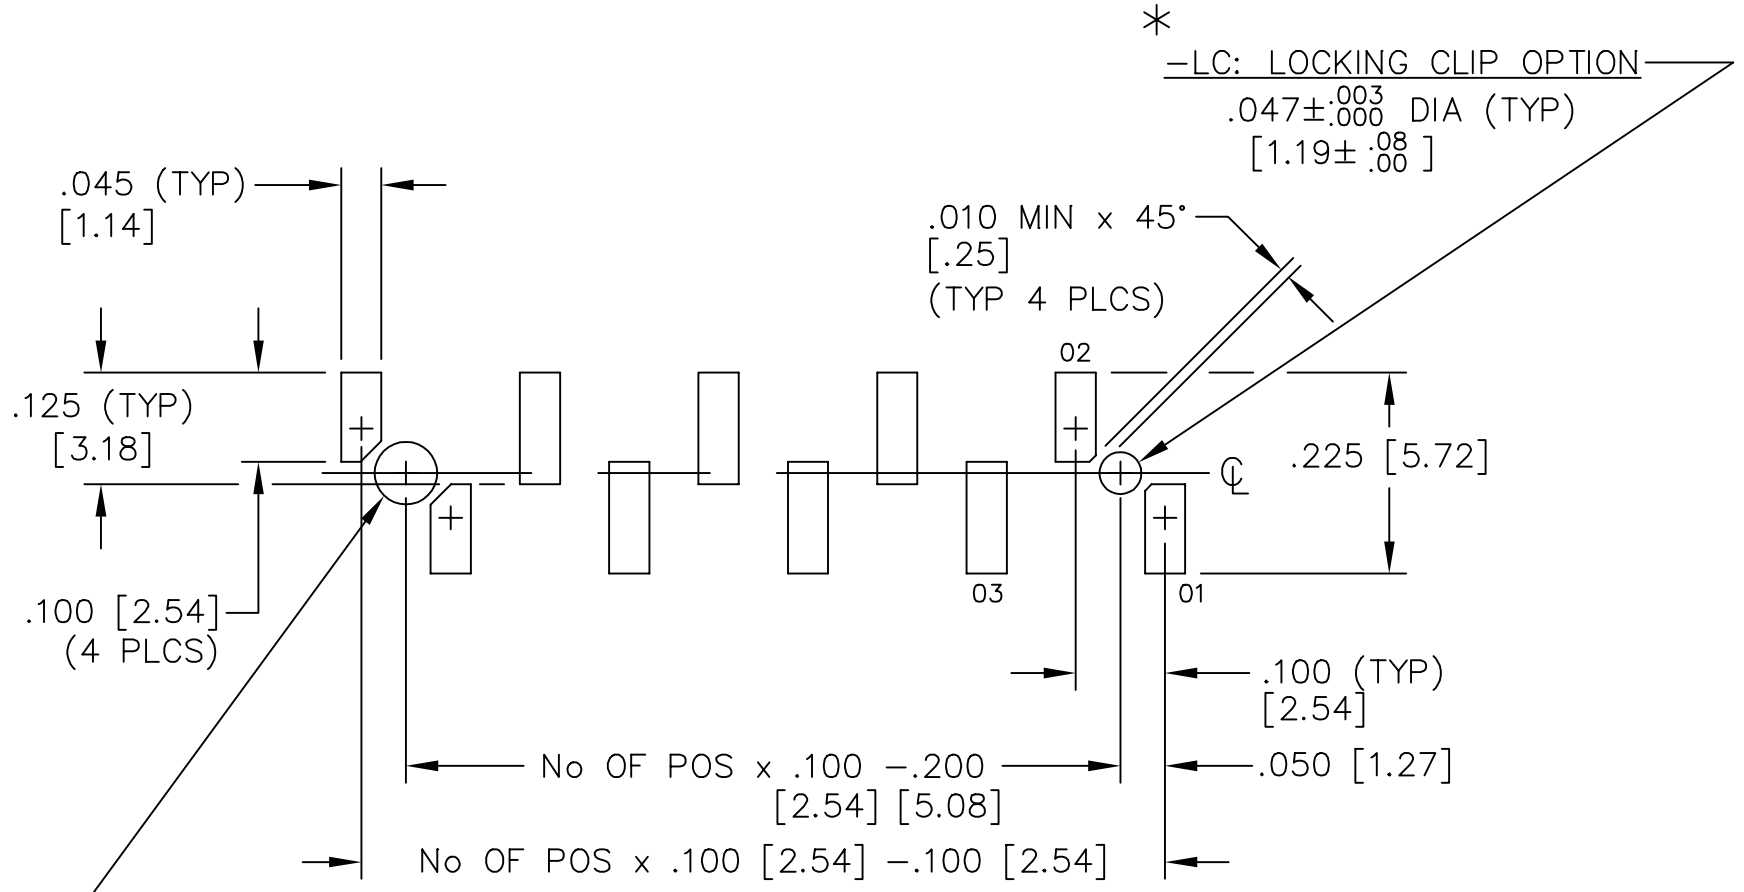 *
-LC: LOCKING CLIP OPTION
.047±.003 .000 DIA (TYP)
[1.19± .08 .00 ]
.045 (TYP)
[1.14]
.010 MIN x 45°
[.25]
(TYP 4 PLCS)
02
.125 (TYP)
[3.18]
.225 [5.72]
℄
03
01
.100 [2.54]
(4 PLCS)
.100 (TYP)
[2.54]
No OF POS x .100 -.200
[2.54] [5.08]
.050 [1.27]
No OF POS x .100 [2.54] -.100 [2.54]